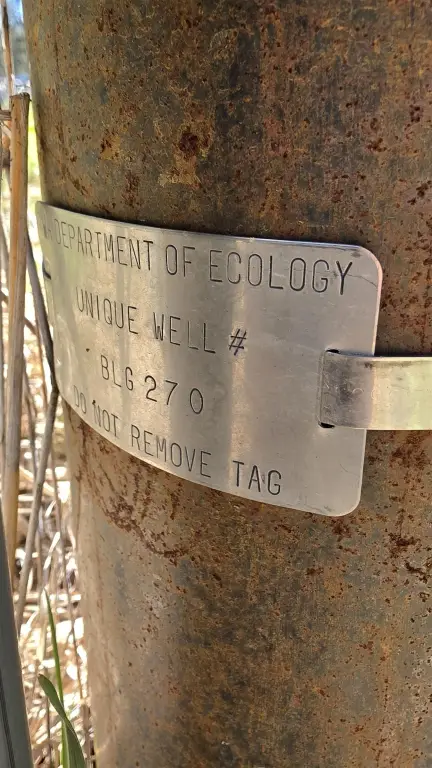 DEPARTMENT OF ECOLOGY
UNIQUE WELL #
BLG 270
DO NOT REMOVE TAG